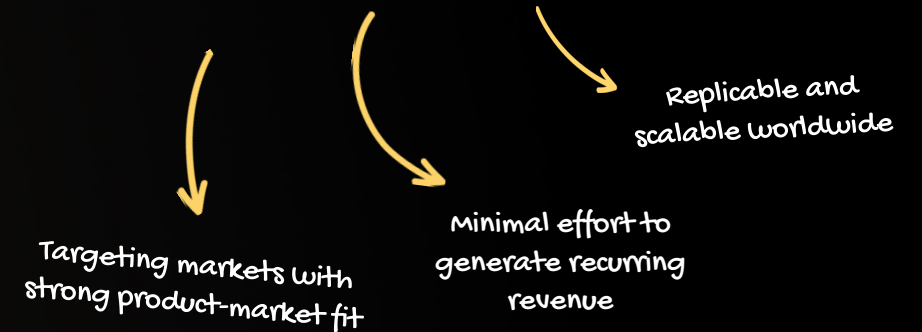 Replicable and
scalable worldwide
Minimal effort to
generate recurring
revenue
Targeting markets with
strong product-market fit